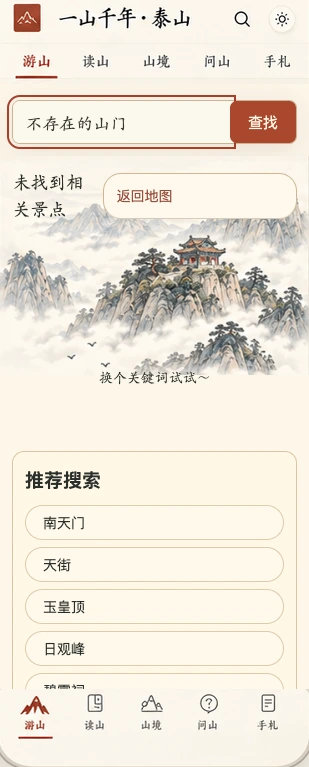 一山千年·泰山
游山 读山 山境 问山 手札
不存在的山门 查找
未找到相
关景点
返回地图
换个关键词试试～
推荐搜索
南天门
天街
玉皇顶
日观峰
碧霞祠
游山 读山 山境 问山 手札